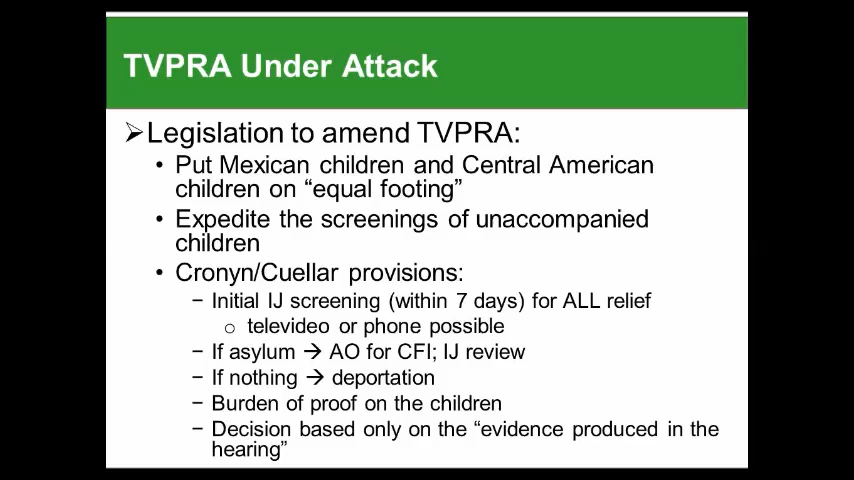 TVPRA Under Attack
➢Legislation to amend TVPRA:
• Put Mexican children and Central American
children on “equal footing”
• Expedite the screenings of unaccompanied
children
• Cronyn/Cuellar provisions:
− Initial IJ screening (within 7 days) for ALL relief
o televideo or phone possible
− If asylum → AO for CFI; IJ review
− If nothing → deportation
− Burden of proof on the children
− Decision based only on the “evidence produced in the
hearing”